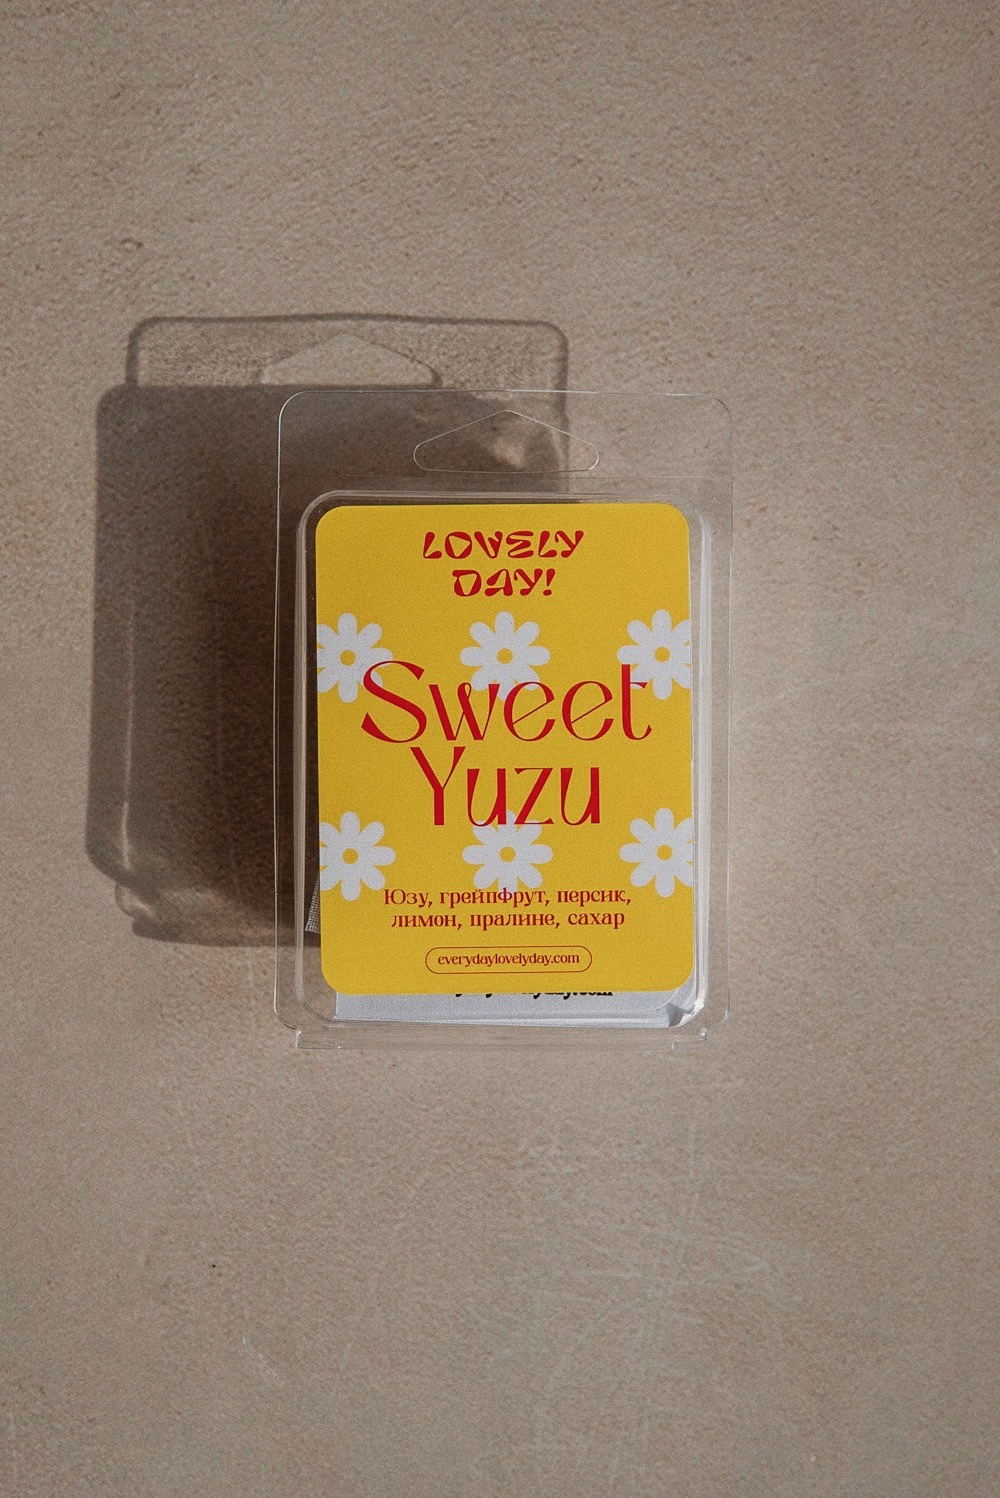 LOVELY
DAY!
Sweet
Yuzu
Юзу, грейпфрут, персик,
лимон, пралине, сахар
everydaylovelyday.com